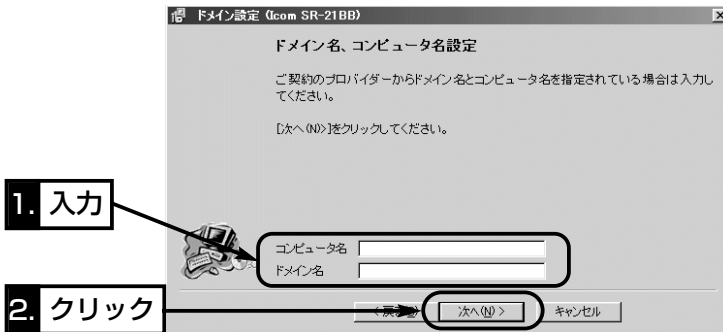 ドメイン設定 (Icom SR-21BB)
ドメイン名、コンピュータ名設定
ご契約のプロバイダーからドメイン名とコンピュータ名を指定されている場合は入力し
てください。
[次へ(N)>]をクリックしてください。
1. 入力
コンピュータ名
ドメイン名
2. クリック
< 戻る 次へ(N) > キャンセル